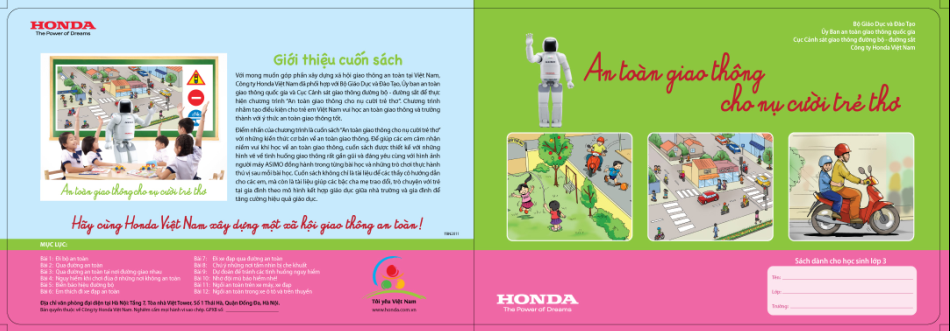 HONDA
The Power of Dreams
Giới thiệu cuốn sách
Với mong muốn góp phần xây dựng xã hội giao thông an toàn tại Việt Nam,
Công ty Honda Việt Nam đã phối hợp với Bộ Giáo Dục và Đào Tạo, Ủy ban an toàn
giao thông quốc gia và Cục Cảnh sát giao thông đường bộ - đường sắt để thực
hiện chương trình "An toàn giao thông cho nụ cười trẻ thơ". Chương trình
nhằm tạo điều kiện cho trẻ em Việt Nam vui học an toàn giao thông và trưởng
thành với ý thức an toàn giao thông tốt.
Điểm nhấn của chương trình là cuốn sách "An toàn giao thông cho nụ cười trẻ thơ"
với những kiến thức cơ bản về an toàn giao thông. Để giúp các em cảm nhận
niềm vui khi học về an toàn giao thông, cuốn sách được thiết kế với những
hình vẽ về tình huống giao thông rất gần gũi và đáng yêu cùng với hình ảnh
người máy ASIMO đồng hành trong từng bài học và những trò chơi thực hành
thú vị sau mỗi bài học. Cuốn sách không chỉ là tài liệu để các thầy cô hướng dẫn
cho các em, mà còn là tài liệu giúp các bậc cha mẹ trao đổi, trò chuyện với trẻ
tại gia đình theo mô hình kết hợp giáo dục giữa nhà trường và gia đình để
tăng cường hiệu quả giáo dục.
An toàn giao thông cho nụ cười trẻ thơ
Hãy cùng Honda Việt Nam xây dựng một xã hội giao thông an toàn!
MỤC LỤC:
Bài 1: Đi bộ an toàn
Bài 2: Qua đường an toàn
Bài 3: Qua đường an toàn tại nơi đường giao nhau
Bài 4: Nguy hiểm khi chơi đùa ở những nơi không an toàn
Bài 5: Biển báo hiệu đường bộ
Bài 6: Em thích đi xe đạp an toàn
Bài 7: Đi xe đạp qua đường an toàn
Bài 8: Chú ý những nơi tầm nhìn bị che khuất
Bài 9: Dự đoán để tránh các tình huống nguy hiểm
Bài 10: Nhớ đội mũ bảo hiểm nhé!
Bài 11: Ngồi an toàn trên xe máy, xe đạp
Bài 12: Ngồi an toàn trong xe ô tô và trên thuyền
Địa chỉ văn phòng đại diện tại Hà Nội: Tầng 7, Tòa nhà Việt Tower, Số 1 Thái Hà, Quận Đống Đa, Hà Nội.
Bản quyền thuộc về Công ty Honda Việt Nam. Nghiêm cấm mọi hành vi sao chép. GPXB số:
Tôi yêu Việt Nam
www.honda.com.vn
Bộ Giáo Dục và Đào Tạo
Ủy Ban an toàn giao thông quốc gia
Cục Cảnh sát giao thông đường bộ - đường sắt
Công ty Honda Việt Nam
An toàn giao thông
cho nụ cười trẻ thơ
Sách dành cho học sinh lớp 3
Tên:
Lớp:
Trường:
HONDA
The Power of Dreams